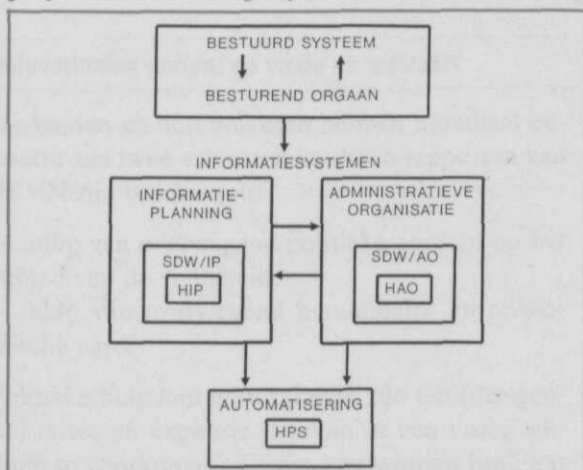 BESTUURD SYSTEEM
BESTUREND ORGAAN
INFORMATIESYSTEMEN
INFORMATIE-
PLANNING
SDW/IP
HIP
ADMINISTRATIEVE
ORGANISATIE
SDW/AO
HAO
AUTOMATISERING
HPS